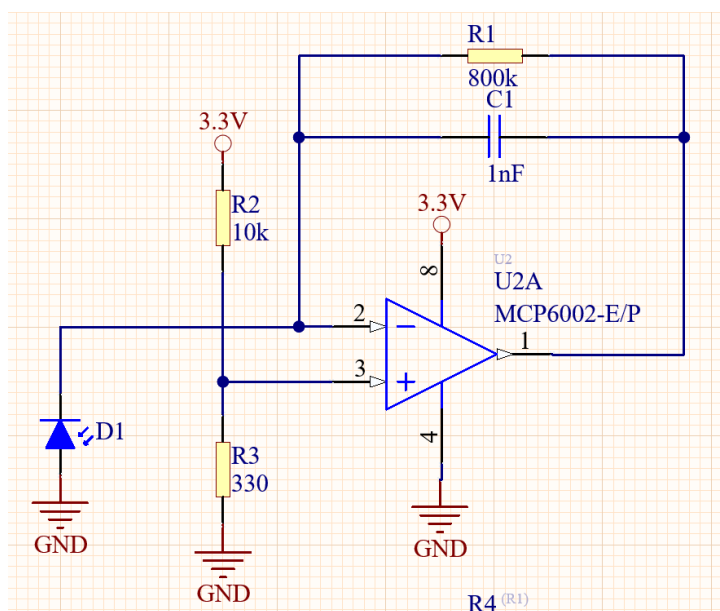 R1
800k
C1
1nF
3.3V
R2
10k
3.3V
8
U2
U2A
MCP6002-E/P
2
1
3
D1
4
R3
330
GND
GND
GND
R4 (R1)